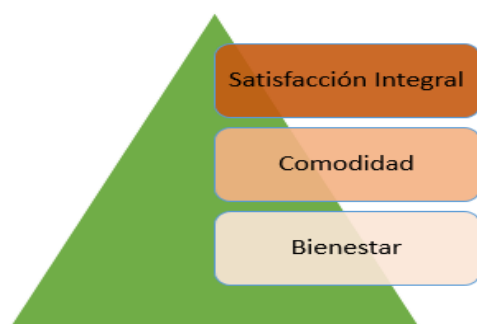 Satisfacción Integral
Comodidad
Bienestar